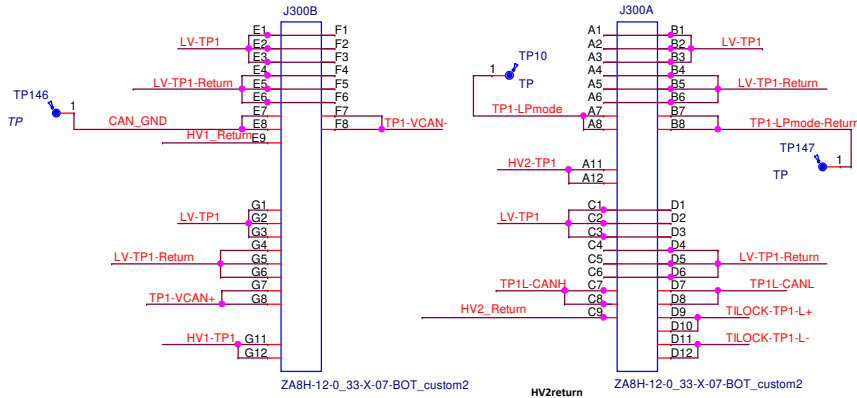 J300B
J300A
E1 F1 A1 B1
LV-TP1 E2 F2 A2 B2 LV-TP1
E3 F3 TP10 A3 B3
E4 F4 1 A4 B4
LV-TP1-Return E5 F5 TP A5 B5 LV-TP1-Return
TP146 E6 F6 A6 B6
1 E7 F7 TP1-LPmode A7 B7
TP CAN_GND E8 F8 TP1-VCAN- A8 B8 TP1-LPmode-Return
HV1_Return E9
TP147
HV2-TP1 A11 1
A12 TP
G1 C1 D1
LV-TP1 G2 LV-TP1 C2 D2
G3 C3 D3
G4 C4 D4
LV-TP1-Return G5 C5 D5 LV-TP1-Return
G6 C6 D6
G7 TP1L-CANH C7 D7 TP1L-CANL
TP1-VCAN+ G8 C8 D8
HV2_Return C9 D9 TILOCK-TP1-L+
D10
HV1-TP1 G11 D11 TILOCK-TP1-L-
G12 D12
ZA8H-12-0_33-X-07-BOT_custom2 ZA8H-12-0_33-X-07-BOT_custom2
HV2return